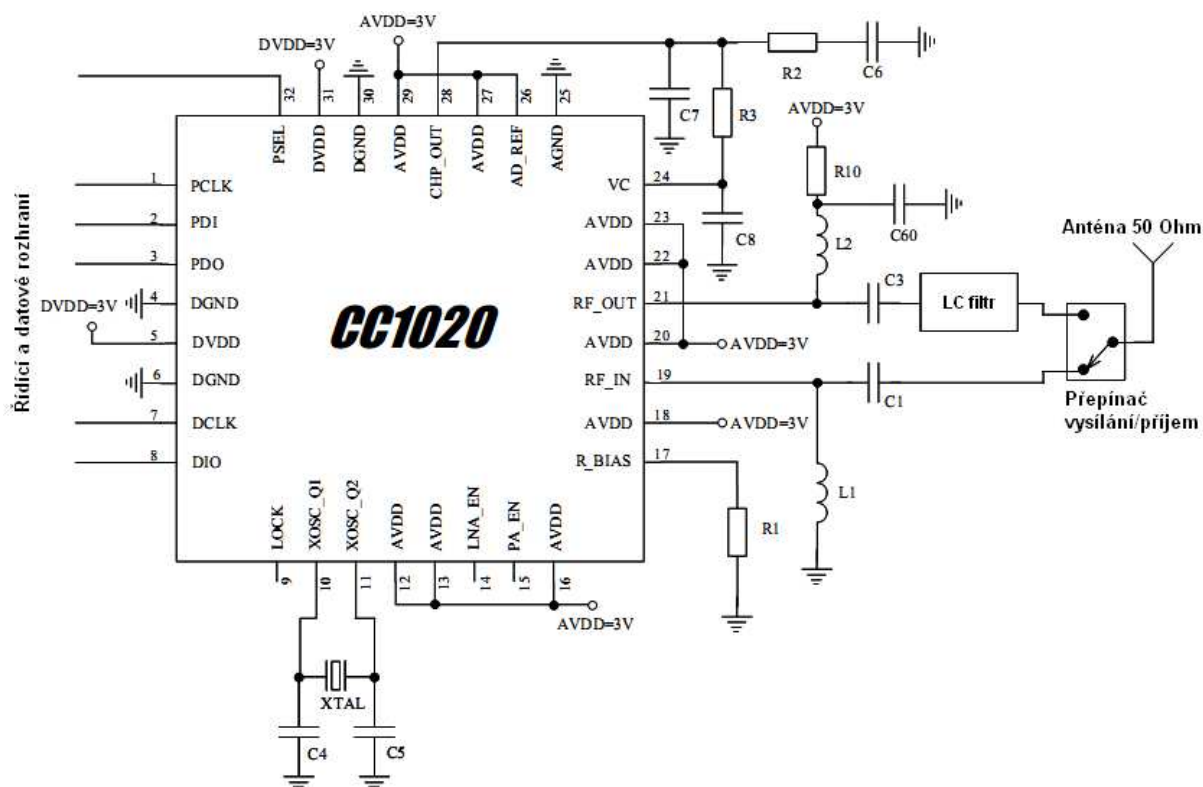 AVDD=3V
DVDD=3V
R2
C6
32
31
30
29
28
27
26
25
C7
R3
AVDD=3V
PSEL
DVDD
DGND
AVDD
CHP_OUT
AVDD
AD_REF
AGND
R10
Řídící a datové rozhraní
1
PCLK
VC
24
2
PDI
AVDD
23
C8
L2
C60
Anténa 50 Ohm
3
PDO
AVDD
22
DVDD=3V
4
DGND
CC1020
RF_OUT
21
C3
LC filtr
5
DVDD
AVDD
20
AVDD=3V
6
DGND
RF_IN
19
C1
Přepínač
vysílání/příjem
7
DCLK
AVDD
18
AVDD=3V
8
DIO
R_BIAS
17
L1
R1
LOCK
XOSC_Q1
XOSC_Q2
AVDD
AVDD
LNA_EN
PA_EN
AVDD
9
10
11
12
13
14
15
16
AVDD=3V
XTAL
C4
C5